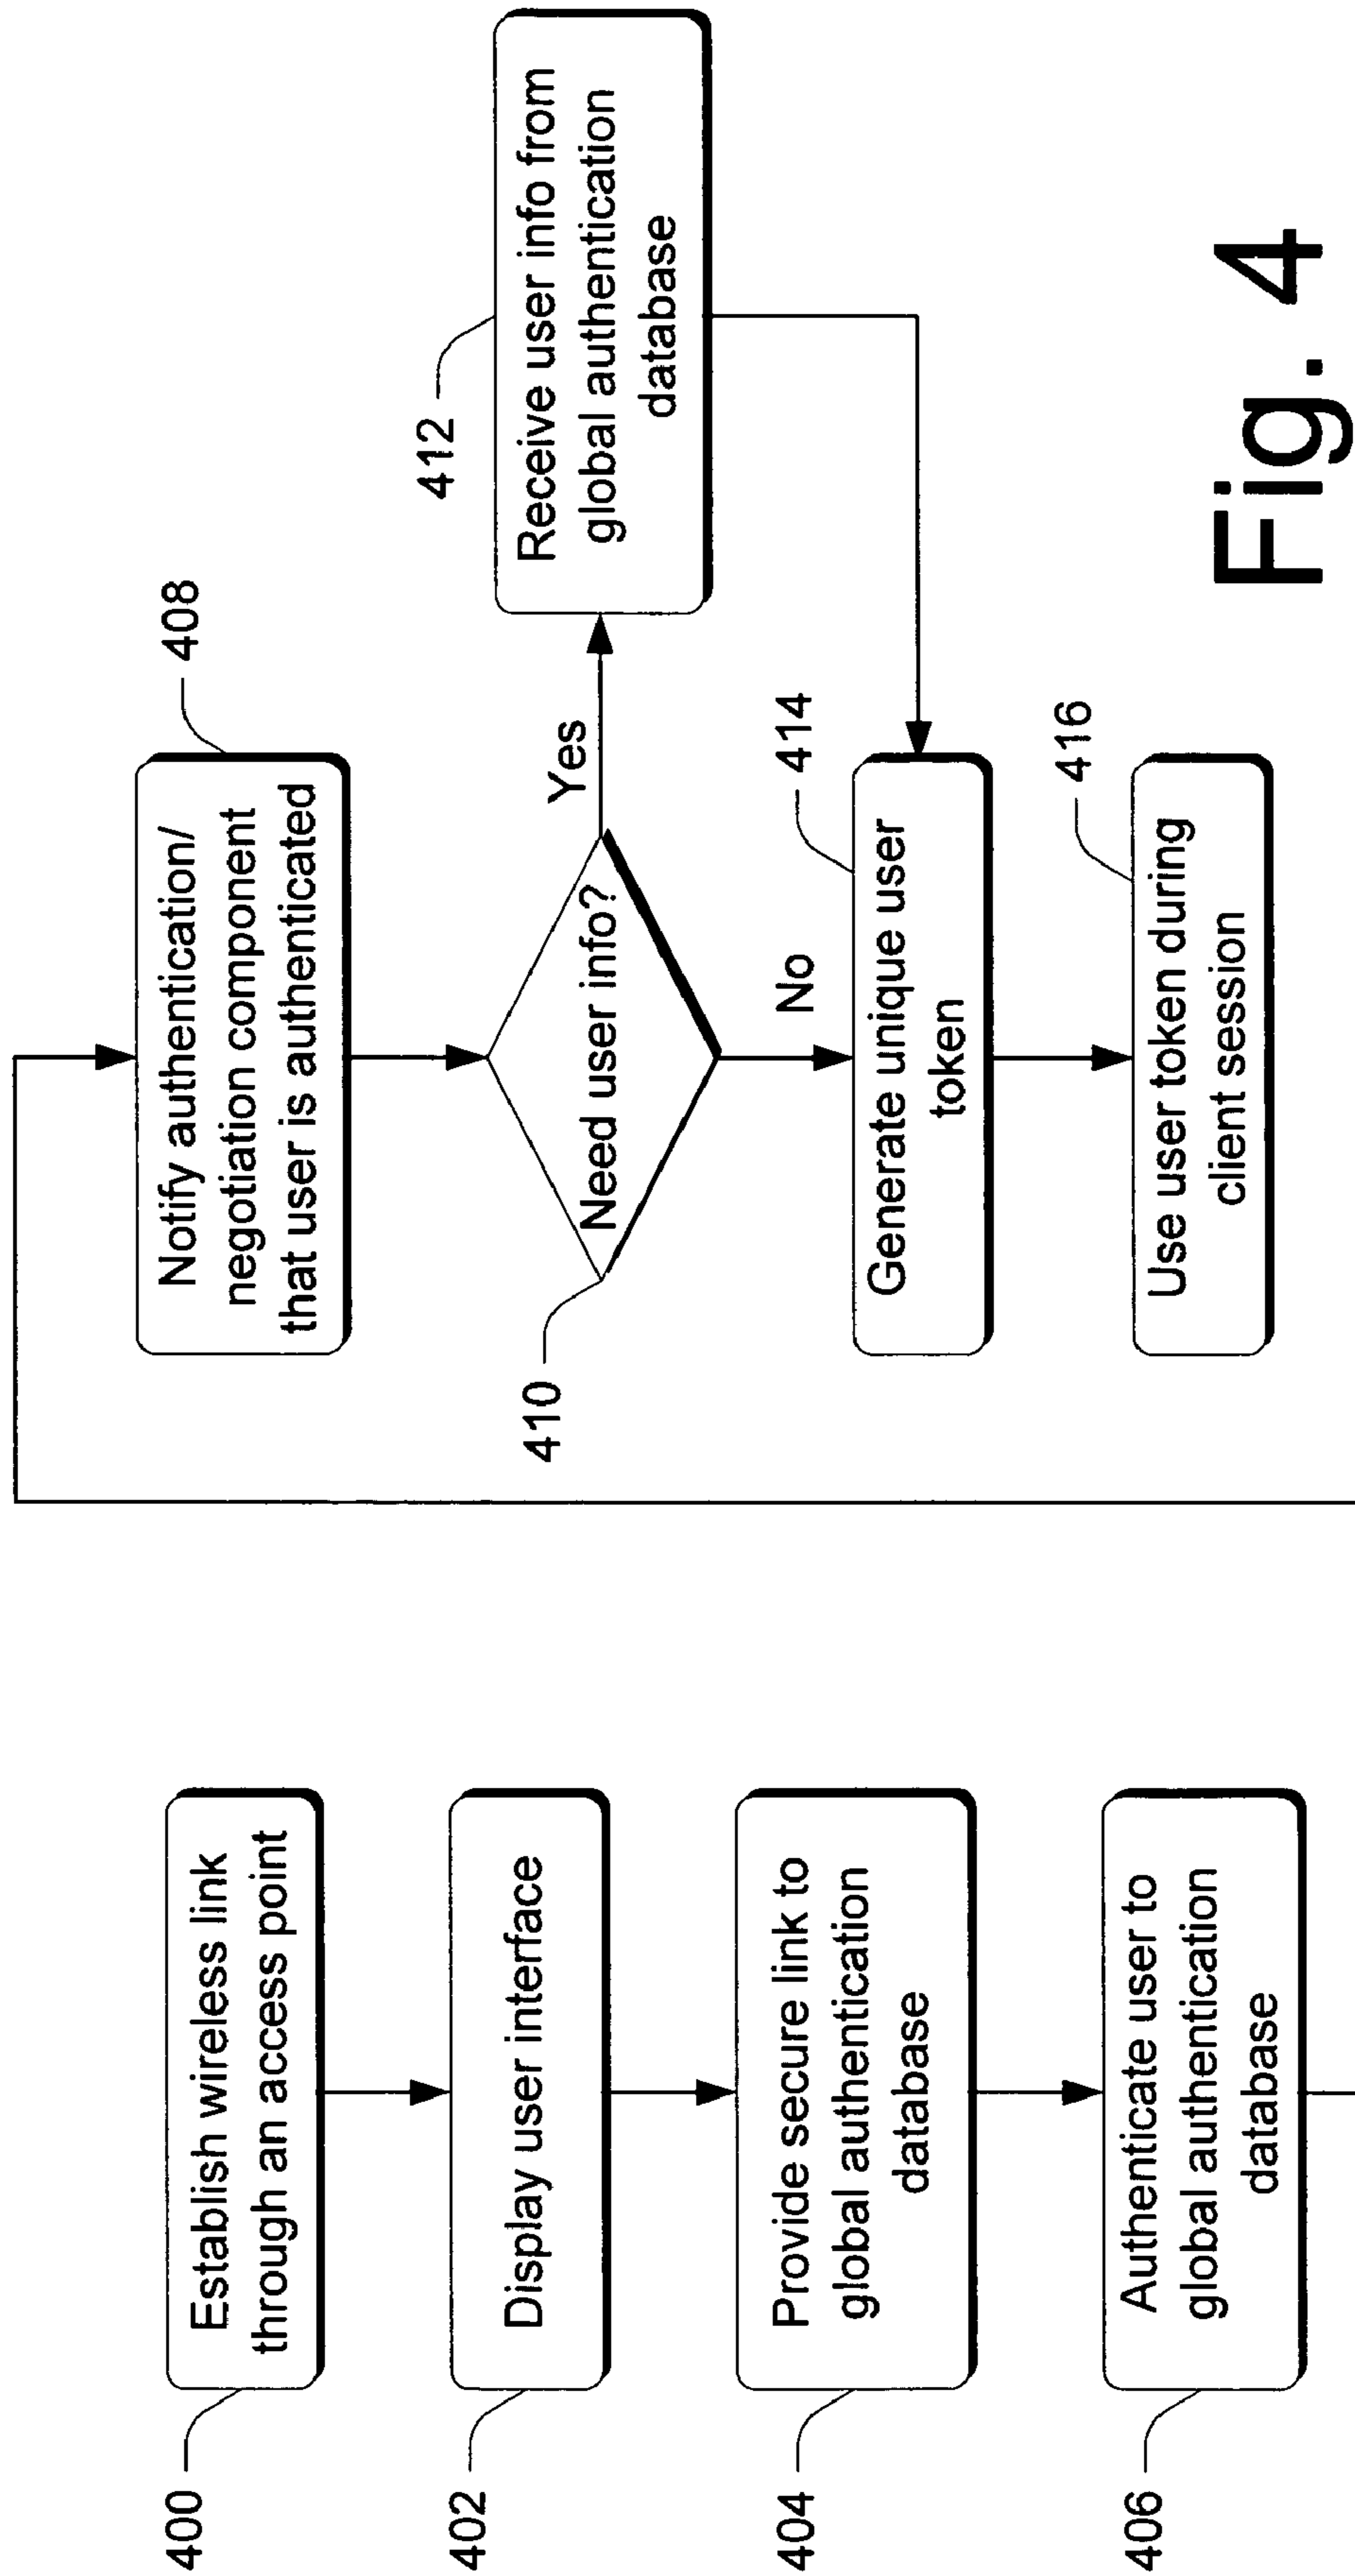 400
Establish wireless link
through an access point
402
Display user interface
404
Provide secure link to
global authentication
database
406
Authenticate user to
global authentication
database
408
Notify authentication/
negotiation component
that user is authenticated
410
Need user info?
Yes
No
412
Receive user info from
global authentication
database
414
Generate unique user
token
416
Use user token during
client session
Fig. 4